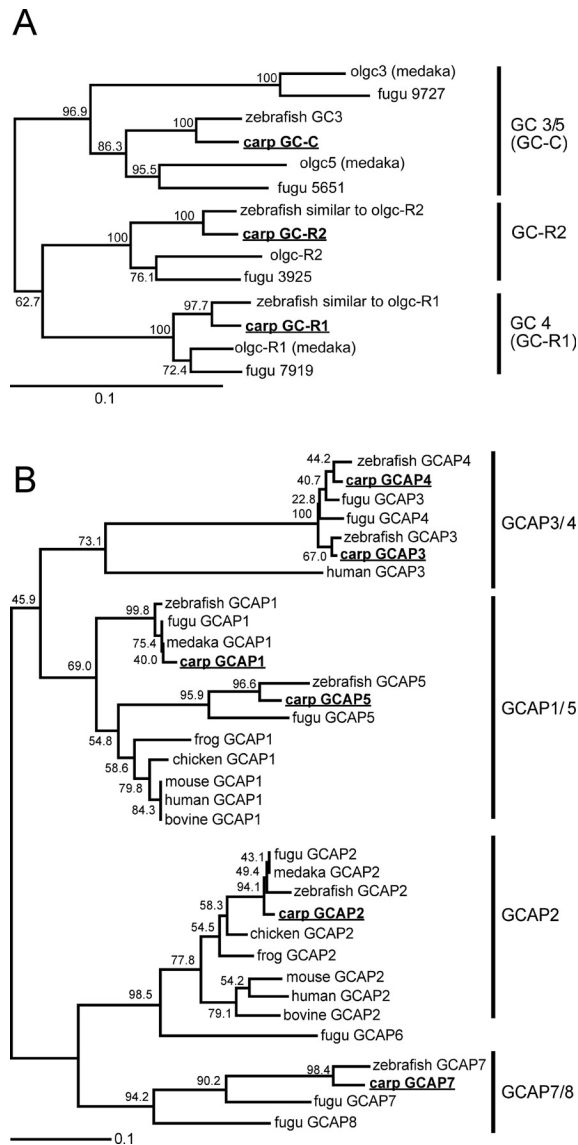 A
olgc3 (medaka)
100
fugu 9727
96.9
zebrafish GC3
100
carp GC-C
86.3
olgc5 (medaka)
95.5
fugu 5651
GC 3/5
(GC-C)
zebrafish similar to olgc-R2
100
carp GC-R2
100
olgc-R2
76.1
fugu 3925
GC-R2
62.7
zebrafish similar to olgc-R1
97.7
carp GC-R1
100
olgc-R1 (medaka)
72.4
fugu 7919
GC 4
(GC-R1)
0.1
B
44.2
zebrafish GCAP4
40.7
carp GCAP4
22.8
fugu GCAP3
100
fugu GCAP4
zebrafish GCAP3
73.1
67.0
carp GCAP3
human GCAP3
GCAP3/4
45.9
99.8
zebrafish GCAP1
fugu GCAP1
75.4
medaka GCAP1
40.0
carp GCAP1
69.0
96.6
zebrafish GCAP5
95.9
carp GCAP5
fugu GCAP5
54.8
frog GCAP1
58.6
chicken GCAP1
79.8
mouse GCAP1
human GCAP1
84.3
bovine GCAP1
GCAP1/5
43.1
fugu GCAP2
49.4
medaka GCAP2
94.1
zebrafish GCAP2
58.3
carp GCAP2
54.5
chicken GCAP2
77.8
frog GCAP2
54.2
mouse GCAP2
human GCAP2
79.1
bovine GCAP2
98.5
fugu GCAP6
GCAP2
98.4
zebrafish GCAP7
90.2
carp GCAP7
94.2
fugu GCAP7
fugu GCAP8
GCAP7/8
0.1